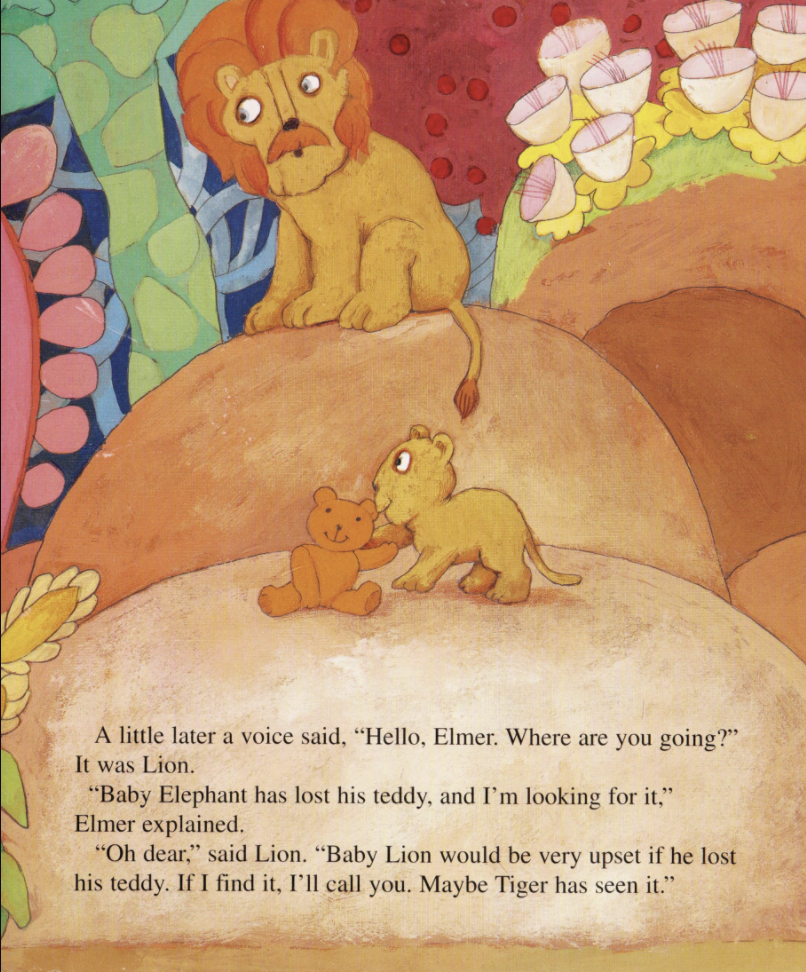 A little later a voice said, “Hello, Elmer. Where are you going?”
It was Lion.
“Baby Elephant has lost his teddy, and I’m looking for it,”
Elmer explained.
“Oh dear,” said Lion. “Baby Lion would be very upset if he lost
his teddy. If I find it, I’ll call you. Maybe Tiger has seen it.”